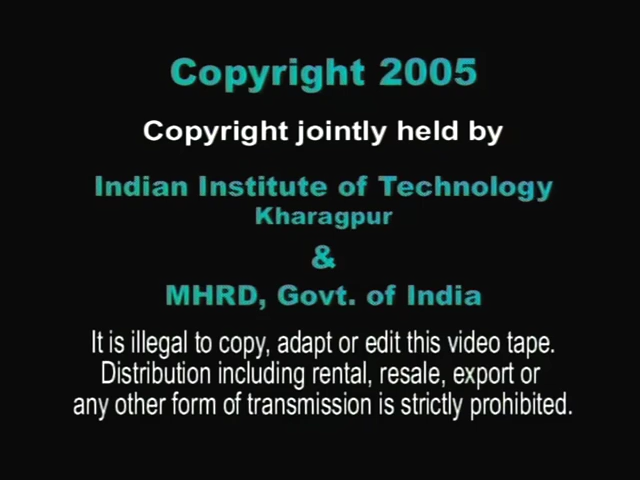 Copyright 2005
Copyright jointly held by
Indian Institute of Technology
Kharagpur
&
MHRD, Govt. of India
It is illegal to copy, adapt or edit this video tape.
Distribution including rental, resale, export or
any other form of transmission is strictly prohibited.